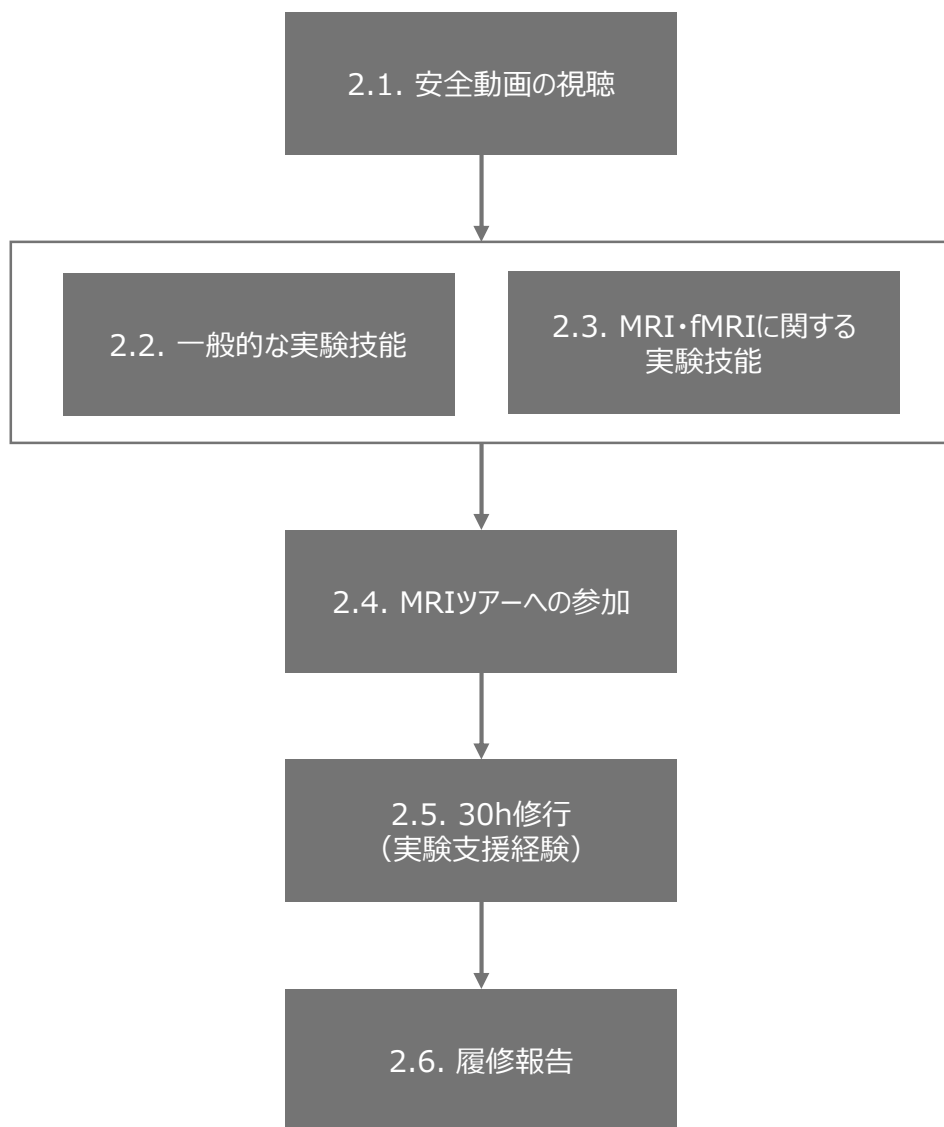 2.1. 安全動画の視聴
2.2. 一般的な実験技能
2.3. MRI・fMRIに関する
実験技能
2.4. MRIツアーへの参加
2.5. 30h修行
（実験支援経験）
2.6. 履修報告